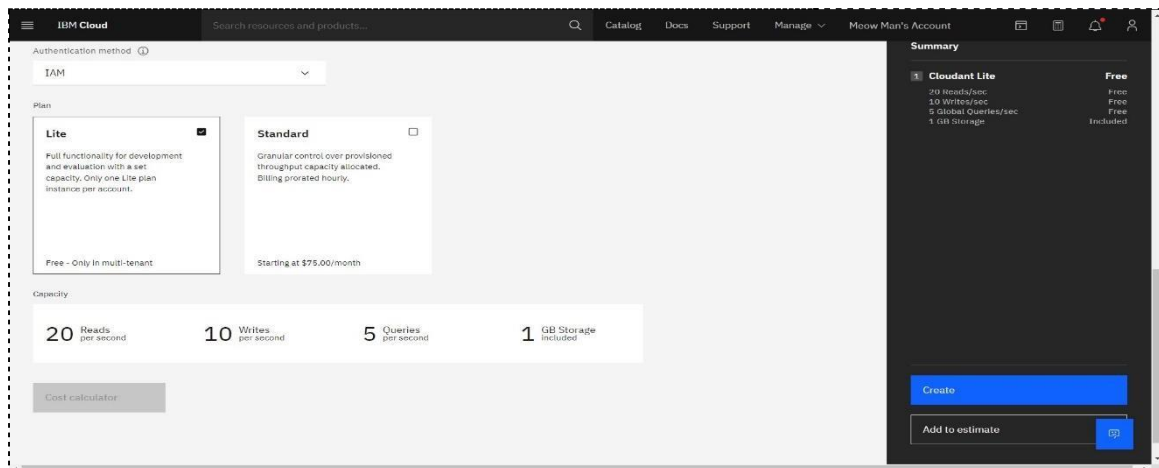 IBM Cloud
Search resources and products...
Catalog
Docs
Support
Manage
Moow Man's Account
Authentication method
IAM
Plan
Lite
Full functionality for development
and evaluation with a set
capacity. Only one Lite plan
instance per account.
Free - Only in multi-tenant
Standard
Granular control over provisioned
throughput capacity allocated.
Billing prorated hourly.
Starting at $75.00/month
Capacity
20 Reads per second
10 Writes per second
5 Queries per second
1 GB Storage Included
Cost calculator
Summary
1 Cloudant Lite Free
20 Reads/sec Free
10 Writes/sec Free
5 Global Queries/sec Free
1 GB Storage Included
Create
Add to estimate